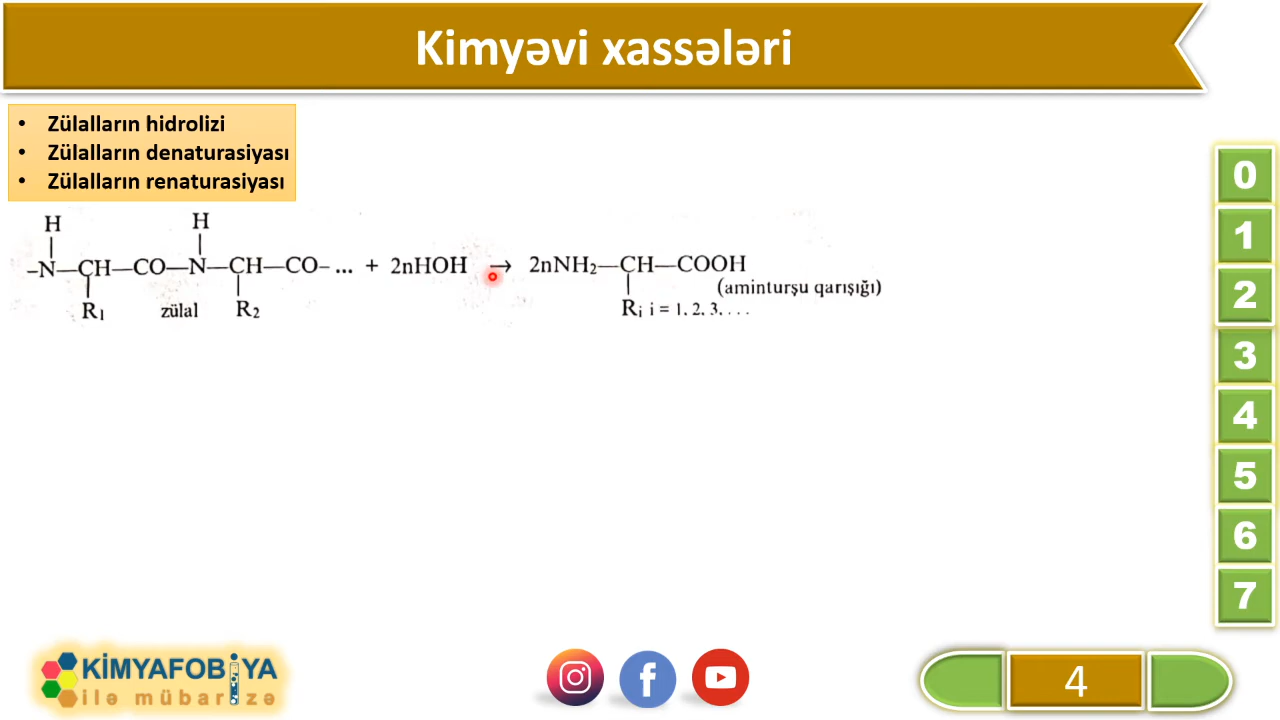 Kimyəvi xassələri
• Zülalların hidrolizi
• Zülalların denaturasiyası
• Zülalların renaturasiyası
H H
–N—CH—CO—N—CH—CO– ... + 2nHOH → 2nNH₂—CH—COOH
(aminturşu qarışığı)
R₁ zülal R₂ Rᵢ i = 1, 2, 3, . . .
0
1
2
3
4
5
6
7
KİMYAFOBİYA
ilə mübarizə
4